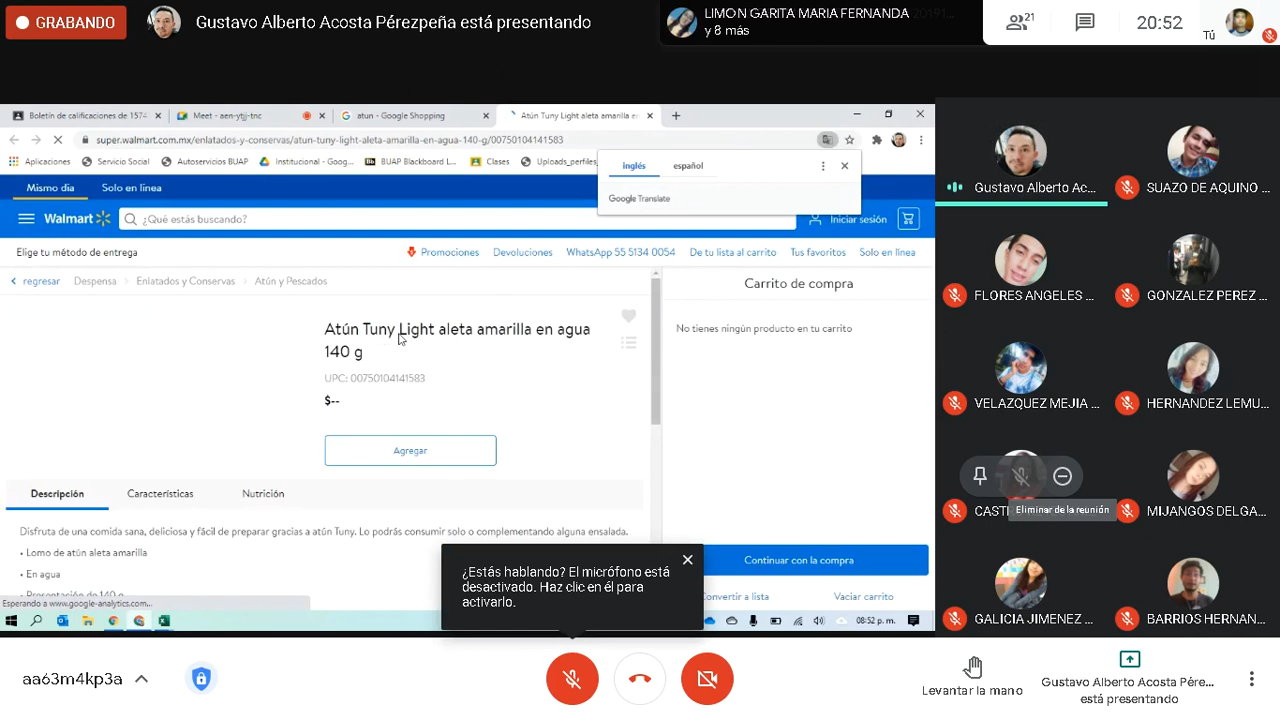 GRABANDO
Gustavo Alberto Acosta Pérezpeña está presentando
LIMON GARITA MARIA FERNANDA
y 8 más
21
20:52
Tú
Boletín de calificaciones de 1574
Meet - aen-ytjj-tnc
atun - Google Shopping
Atún Tuny Light aleta amarilla e
super.walmart.com.mx/enlatados-y-conservas/atun-tuny-light-aleta-amarilla-en-agua-140-g/00750104141583
Aplicaciones
Servicio Social
Autoservicios BUAP
Institucional - Goog...
BUAP Blackboard L...
Clases
Uploads_perfiles
inglés
español
Google Translate
Mismo día
Solo en línea
Walmart
¿Qué estás buscando?
Iniciar sesión
Elige tu método de entrega
Promociones
Devoluciones
WhatsApp 55 5134 0054
De tu lista al carrito
Tus favoritos
Solo en línea
regresar
Despensa
Enlatados y Conservas
Atún y Pescados
Carrito de compra
No tienes ningún producto en tu carrito
Atún Tuny Light aleta amarilla en agua
140 g
UPC: 00750104141583
$--
Agregar
Descripción
Características
Nutrición
Disfruta de una comida sana, deliciosa y fácil de preparar gracias a atún Tuny. Lo podrás consumir solo o complementando alguna ensalada.
• Lomo de atún aleta amarilla
• En agua
• Presentación de 140 g
Esperando a www.google-analytics.com...
Continuar con la compra
Convertir a lista
Vaciar carrito
08:52 p. m.
¿Estás hablando? El micrófono está
desactivado. Haz clic en él para
activarlo.
Gustavo Alberto Ac...
SUAZO DE AQUINO ...
FLORES ANGELES ...
GONZALEZ PEREZ ...
VELAZQUEZ MEJIA ...
HERNANDEZ LEMU...
CASTI
Eliminar de la reunión
MIJANGOS DELGA...
GALICIA JIMENEZ ...
BARRIOS HERNAN...
aa63m4kp3a
Levantar la mano
Gustavo Alberto Acosta Pére...
está presentando